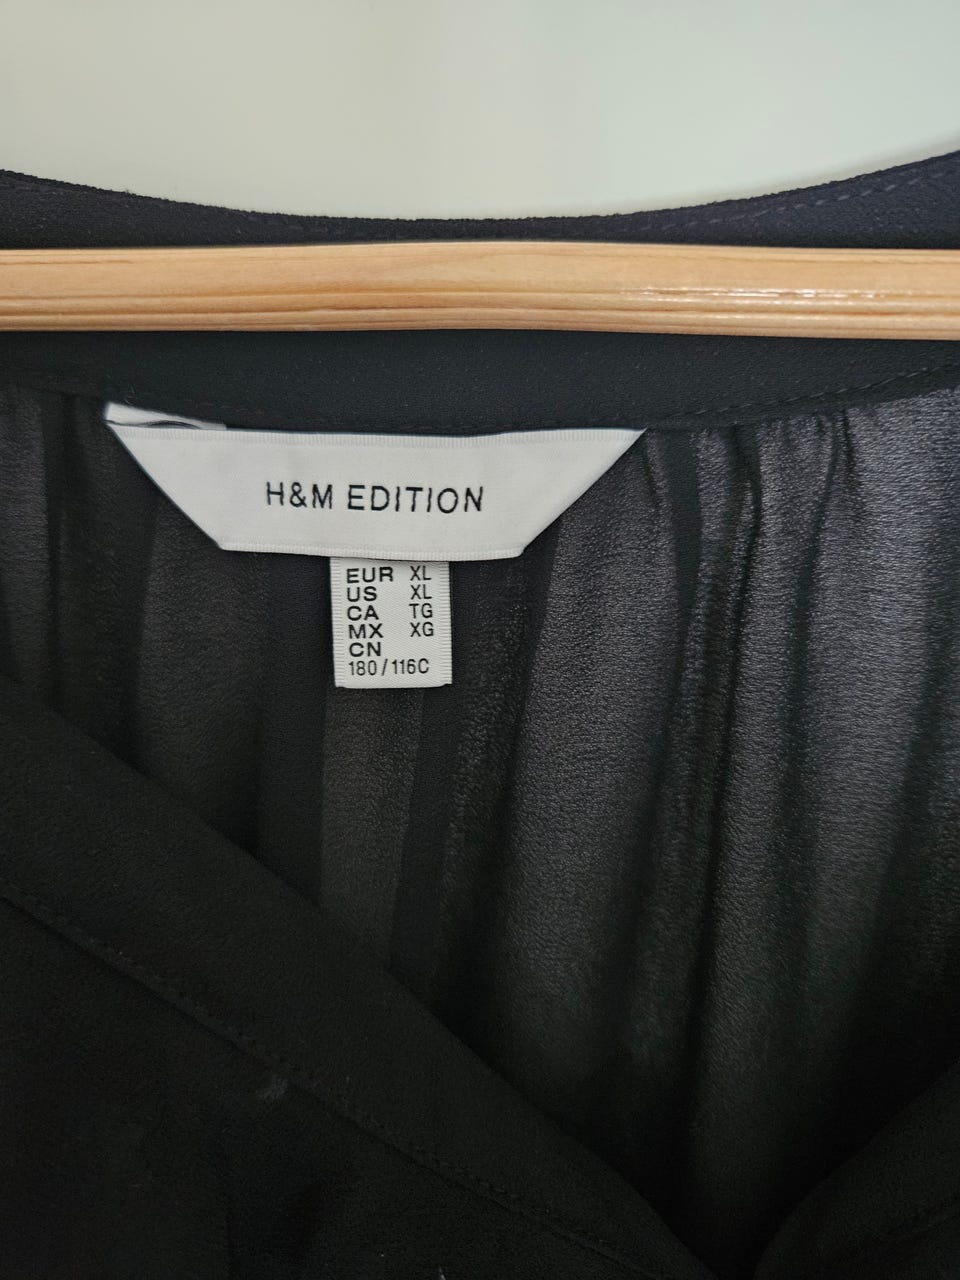 H&M EDITION
EUR XL
US XL
CA TG
MX XG
CN
180/116C